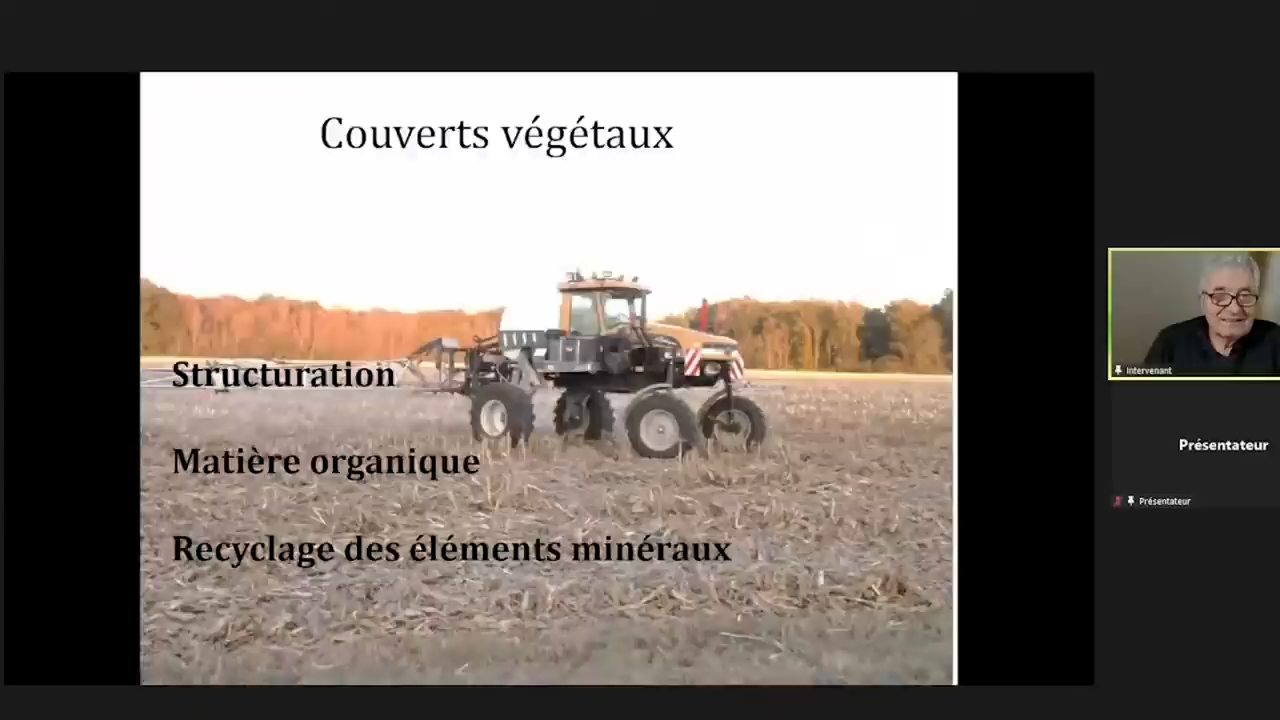 Couverts végétaux
Structuration
Matière organique
Recyclage des éléments minéraux
Intervenant
Présentateur
Présentateur